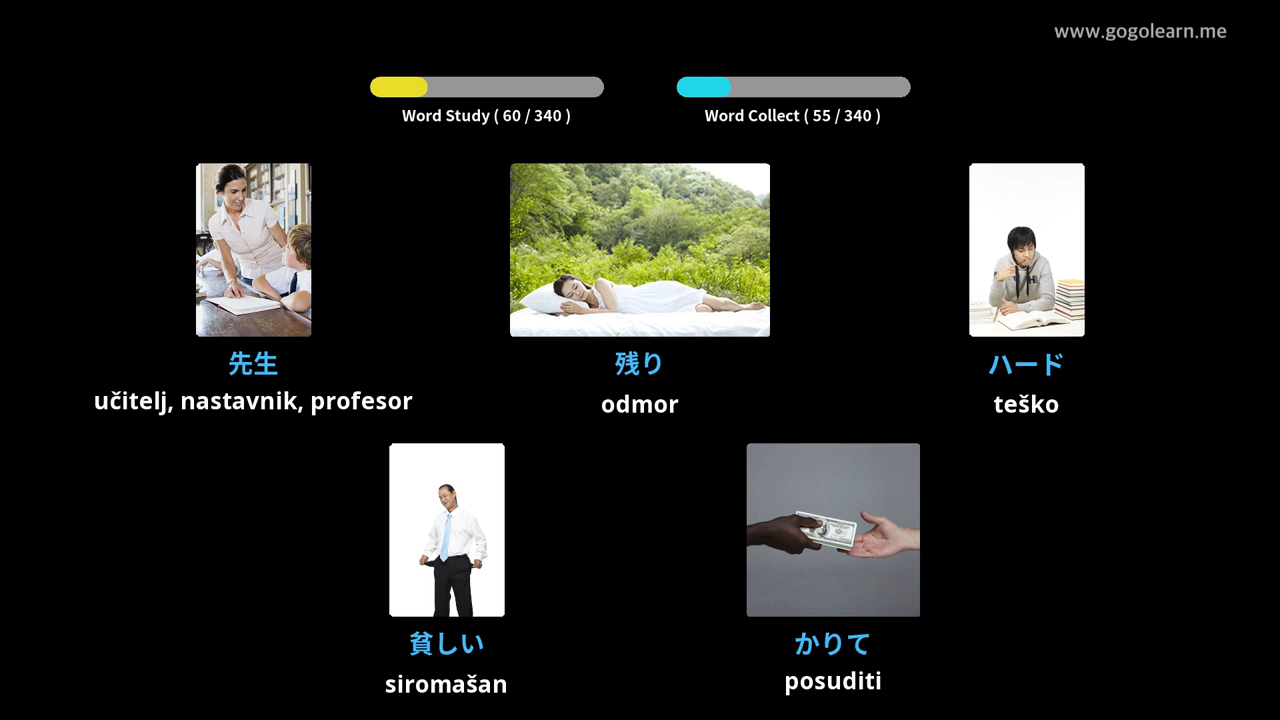 www.gogolearn.me
Word Study ( 60 / 340 )
Word Collect ( 55 / 340 )
先生
učitelj, nastavnik, profesor
残り
odmor
ハード
teško
貧しい
siromašan
かりて
posuditi